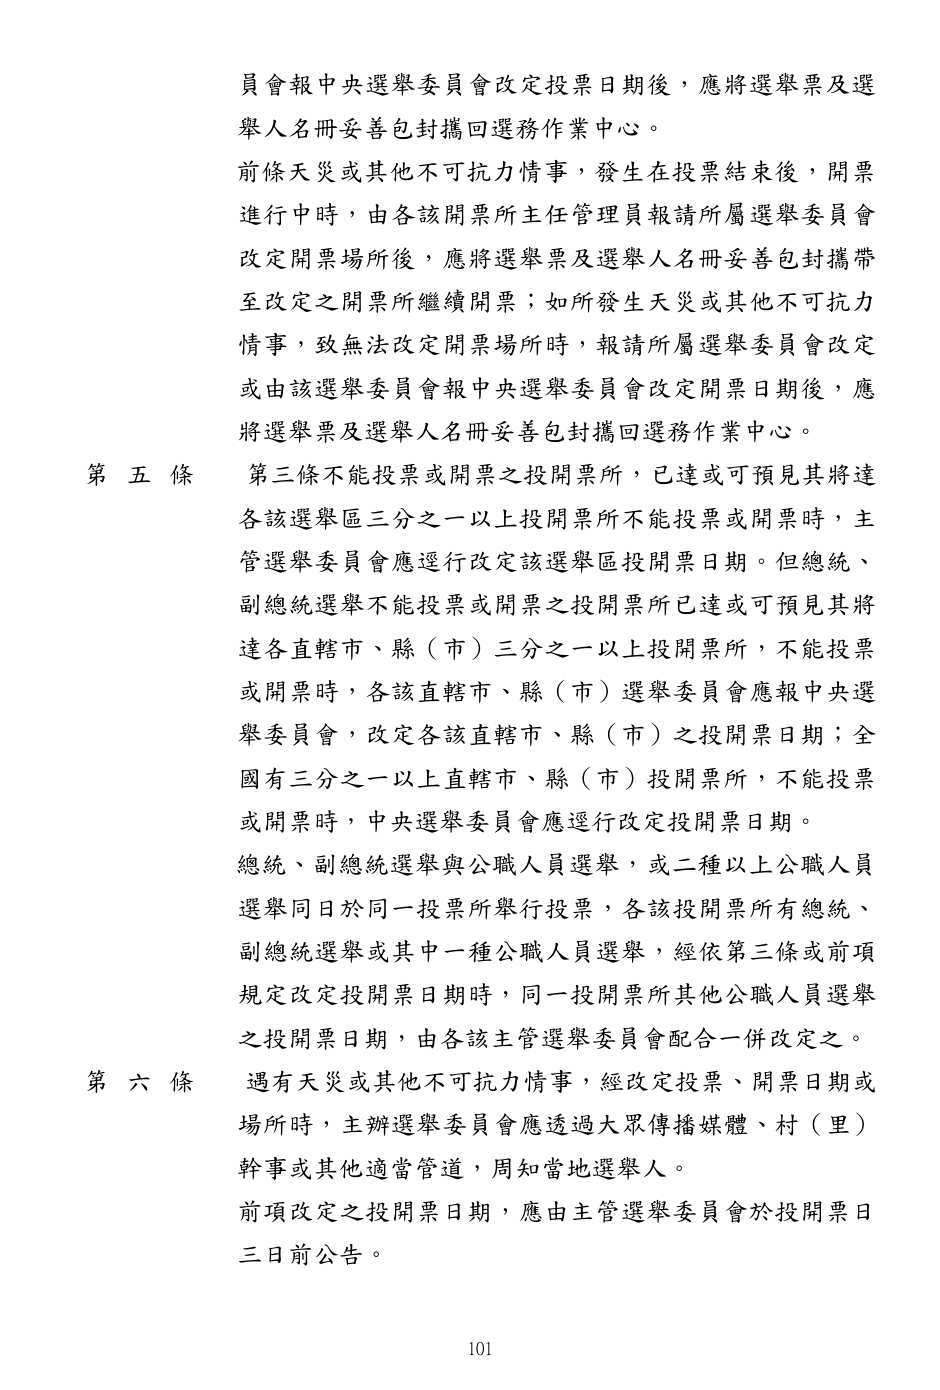 員會報中央選舉委員會改定投票日期後，應將選舉票及選
舉人名冊妥善包封攜回選務作業中心。
前條天災或其他不可抗力情事，發生在投票結束後，開票
進行中時，由各該開票所主任管理員報請所屬選舉委員會
改定開票場所後，應將選舉票及選舉人名冊妥善包封攜帶
至改定之開票所繼續開票；如所發生天災或其他不可抗力
情事，致無法改定開票場所時，報請所屬選舉委員會改定
或由該選舉委員會報中央選舉委員會改定開票日期後，應
將選舉票及選舉人名冊妥善包封攜回選務作業中心。
第五條 第三條不能投票或開票之投開票所，已達或可預見其將達
各該選舉區三分之一以上投開票所不能投票或開票時，主
管選舉委員會應逕行改定該選舉區投開票日期。但總統、
副總統選舉不能投票或開票之投開票所已達或可預見其將
達各直轄市、縣（市）三分之一以上投開票所，不能投票
或開票時，各該直轄市、縣（市）選舉委員會應報中央選
舉委員會，改定各該直轄市、縣（市）之投開票日期；全
國有三分之一以上直轄市、縣（市）投開票所，不能投票
或開票時，中央選舉委員會應逕行改定投開票日期。
總統、副總統選舉與公職人員選舉，或二種以上公職人員
選舉同日於同一投票所舉行投票，各該投開票所有總統、
副總統選舉或其中一種公職人員選舉，經依第三條或前項
規定改定投開票日期時，同一投開票所其他公職人員選舉
之投開票日期，由各該主管選舉委員會配合一併改定之。
第六條 遇有天災或其他不可抗力情事，經改定投票、開票日期或
場所時，主辦選舉委員會應透過大眾傳播媒體、村（里）
幹事或其他適當管道，周知當地選舉人。
前項改定之投開票日期，應由主管選舉委員會於投開票日
三日前公告。
101